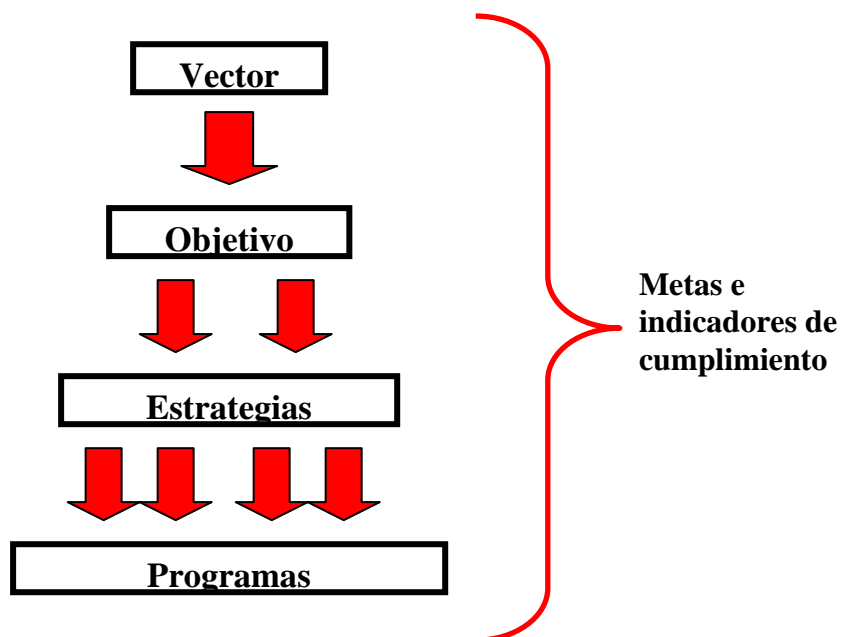 Vector
Objetivo
Estrategias
Programas
Metas e
indicadores de
cumplimiento